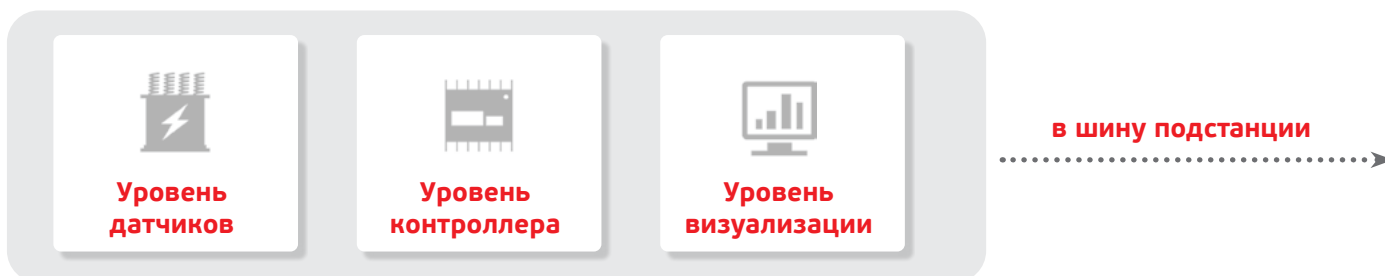 Уровень
датчиков
Уровень
контроллера
Уровень
визуализации
в шину подстанции